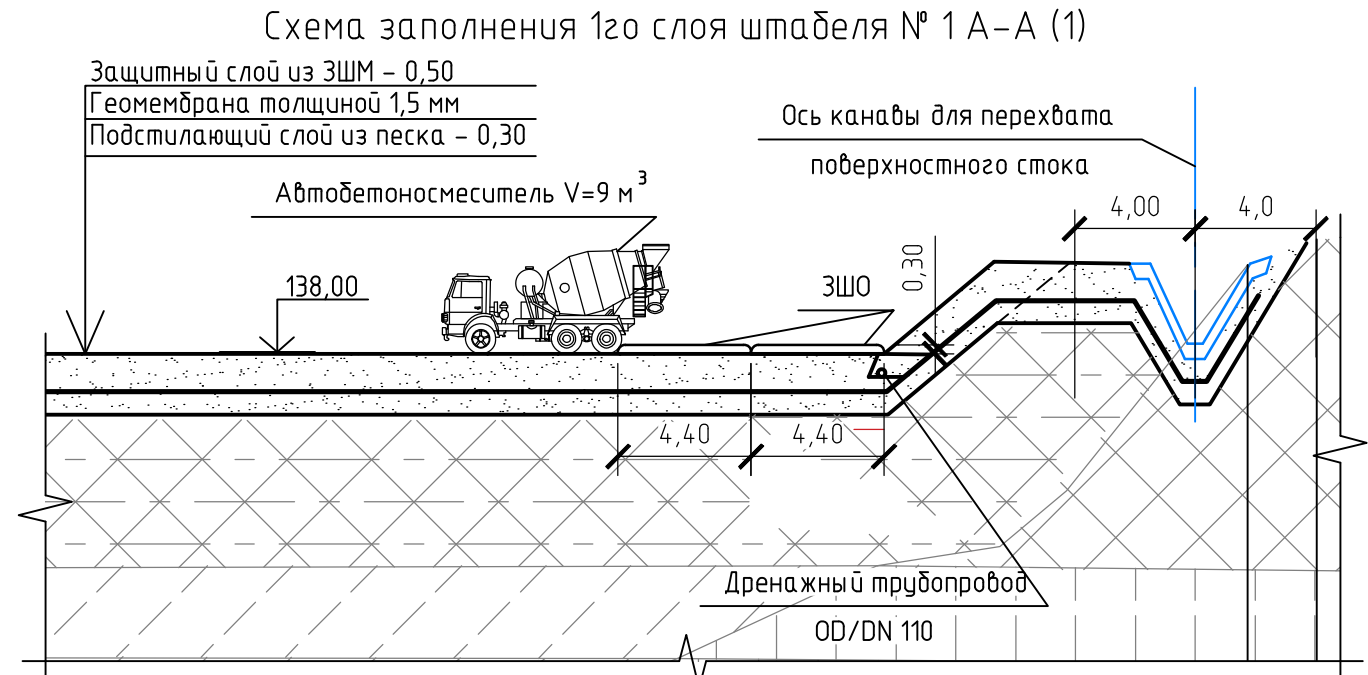 Схема заполнения 1го слоя штабеля № 1 А-А (1)
Защитный слой из ЗШМ - 0,50
Геомембрана толщиной 1,5 мм
Подстилающий слой из песка - 0,30
Ось канавы для перехвата
поверхностного стока
Автобетоносмеситель V=9 м³
4,00
4,0
138,00
ЗШО
0,30
4,40
4,40
Дренажный трубопровод
OD/DN 110